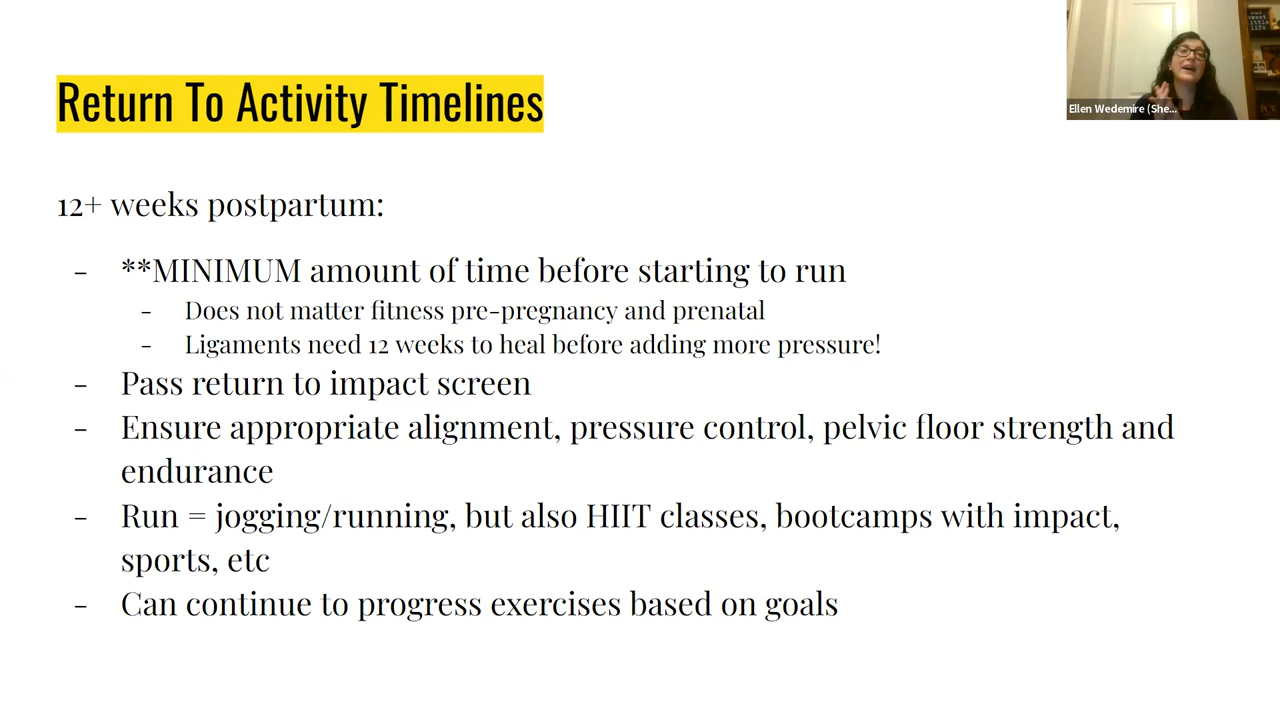 Return To Activity Timelines
Ellen Wedemire (She...
12+ weeks postpartum:
- **MINIMUM amount of time before starting to run
- Does not matter fitness pre-pregnancy and prenatal
- Ligaments need 12 weeks to heal before adding more pressure!
- Pass return to impact screen
- Ensure appropriate alignment, pressure control, pelvic floor strength and
endurance
- Run = jogging/running, but also HIIT classes, bootcamps with impact,
sports, etc
- Can continue to progress exercises based on goals